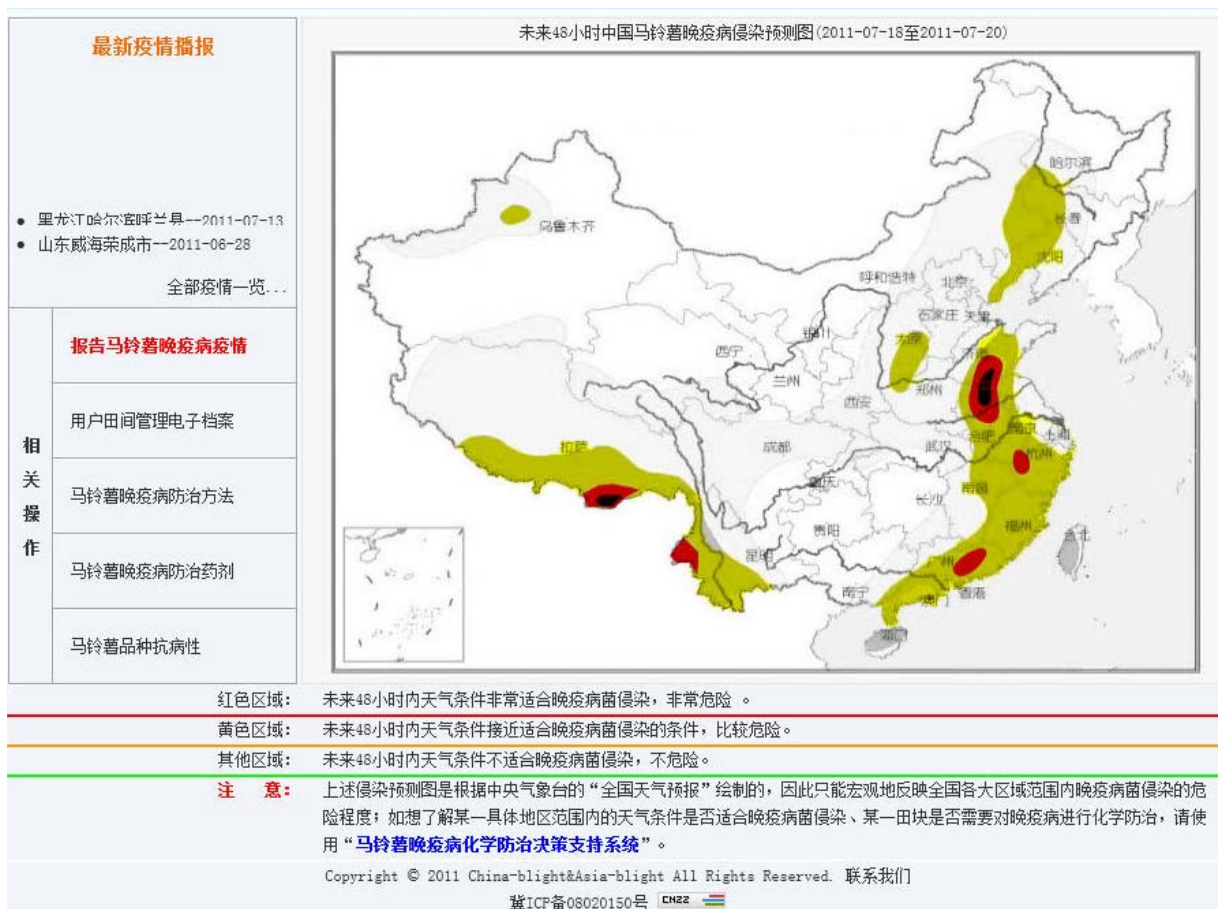 最新疫情播报
黑龙江哈尔滨呼兰县--2011-07-13
山东威海荣成市--2011-06-28
全部疫情一览...
相关操作
报告马铃薯晚疫病疫情
用户田间管理电子档案
马铃薯晚疫病防治方法
马铃薯晚疫病防治药剂
马铃薯品种抗病性
未来48小时中国马铃薯晚疫病侵染预测图(2011-07-18至2011-07-20)
哈尔滨
长春
沈阳
乌鲁木齐
呼和浩特
北京
石家庄
天津
银川
太原
济南
西宁
兰州
郑州
西安
合肥
南京
上海
拉萨
成都
武汉
杭州
重庆
南昌
长沙
贵阳
福州
昆明
台北
广州
南宁
澳门
香港
海口
红色区域:
未来48小时内天气条件非常适合晚疫病菌侵染，非常危险 。
黄色区域:
未来48小时内天气条件接近适合晚疫病菌侵染的条件，比较危险。
其他区域:
未来48小时内天气条件不适合晚疫病菌侵染，不危险。
注 意:
上述侵染预测图是根据中央气象台的“全国天气预报”绘制的，因此只能宏观地反映全国各大区域范围内晚疫病菌侵染的危
险程度；如想了解某一具体地区范围内的天气条件是否适合晚疫病菌侵染、某一田块是否需要对晚疫病进行化学防治，请使
用“马铃薯晚疫病化学防治决策支持系统”。
Copyright © 2011 China-blight&Asia-blight All Rights Reserved. 联系我们
冀ICP备08020150号 CNZZ